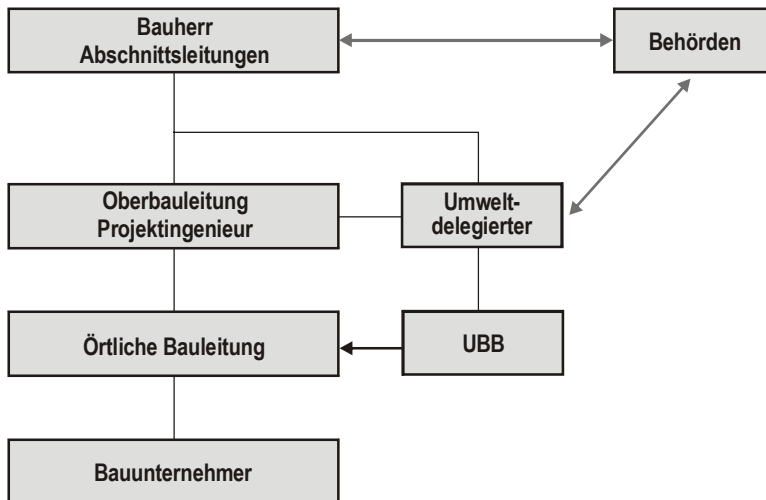 Bauherr
Abschnittsleitungen
Behörden
Oberbauleitung
Projektingenieur
Umwelt-
delegierter
Örtliche Bauleitung
UBB
Bauunternehmer